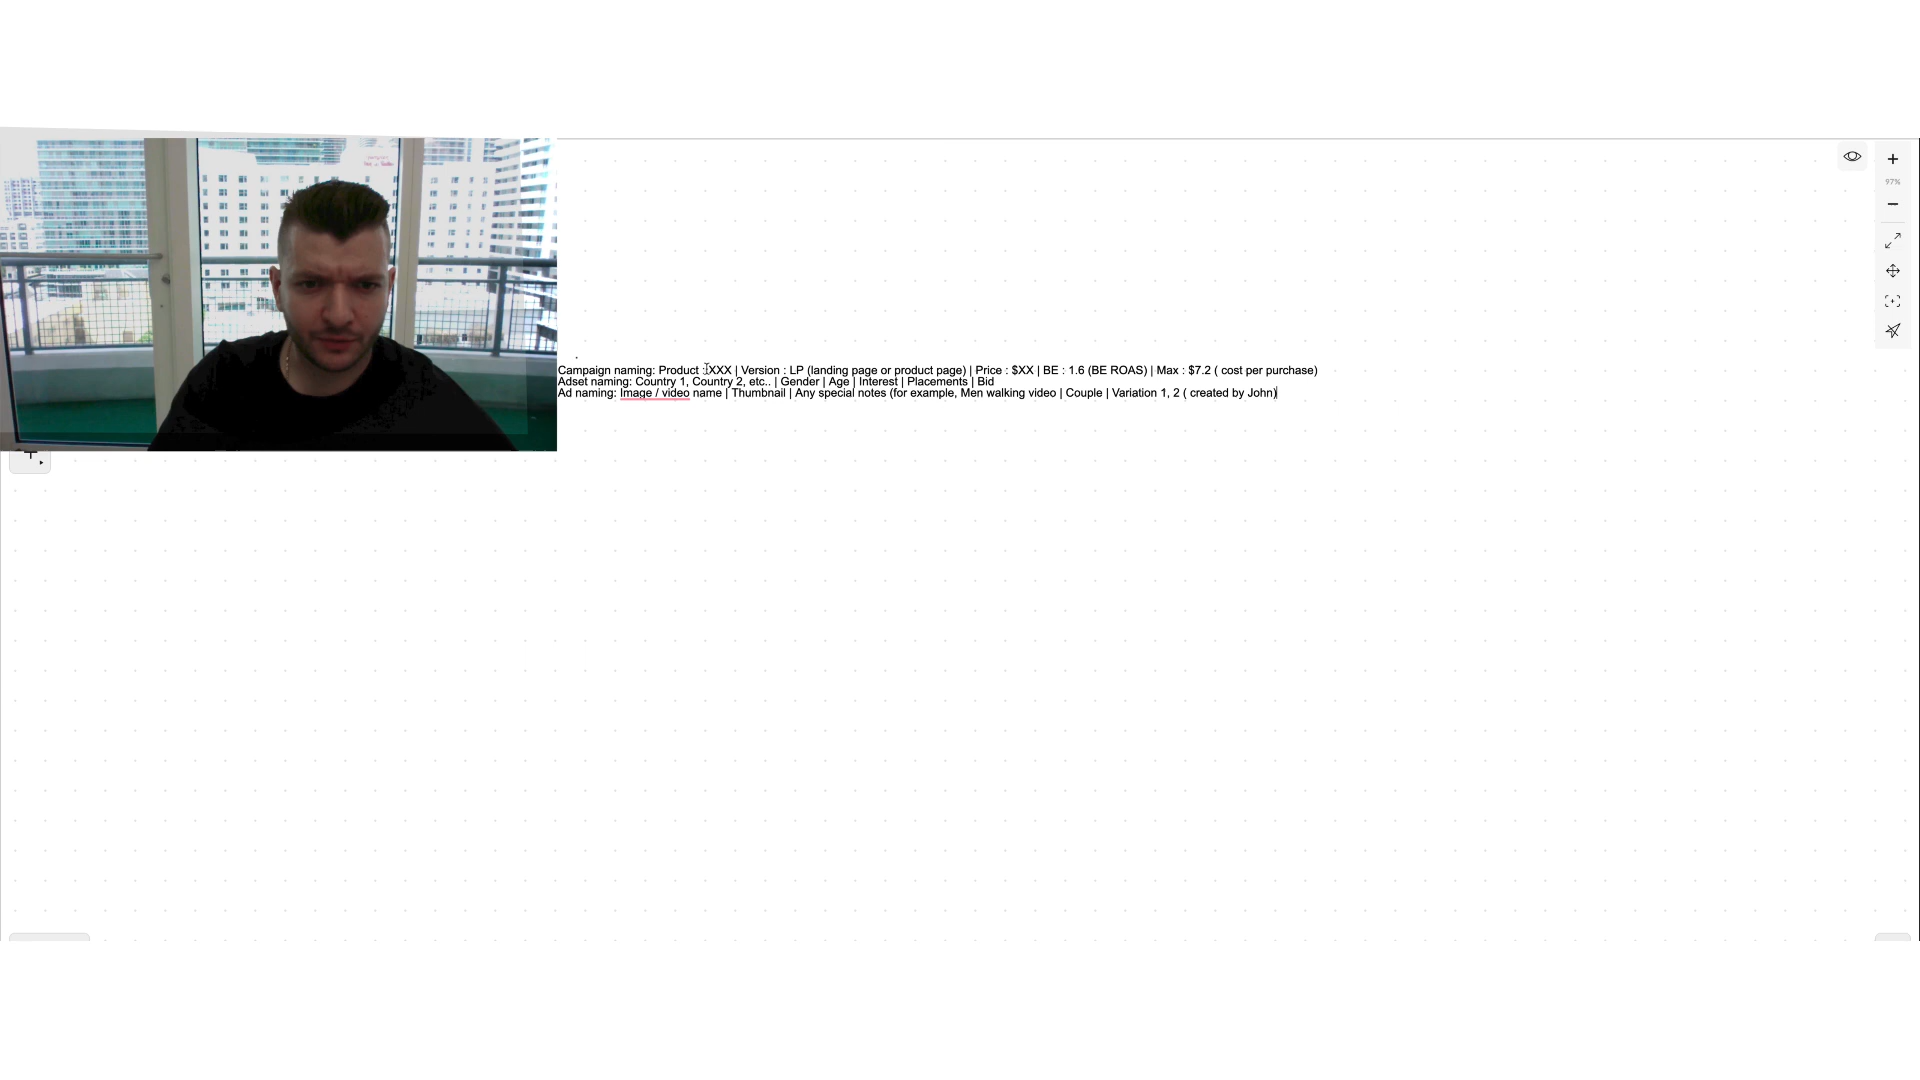 97%
Campaign naming: Product : XXX | Version : LP (landing page or product page) | Price : $XX | BE : 1.6 (BE ROAS) | Max : $7.2 ( cost per purchase)
Adset naming: Country 1, Country 2, etc.. | Gender | Age | Interest | Placements | Bid
Ad naming: Image / video name | Thumbnail | Any special notes (for example, Men walking video | Couple | Variation 1, 2 ( created by John)